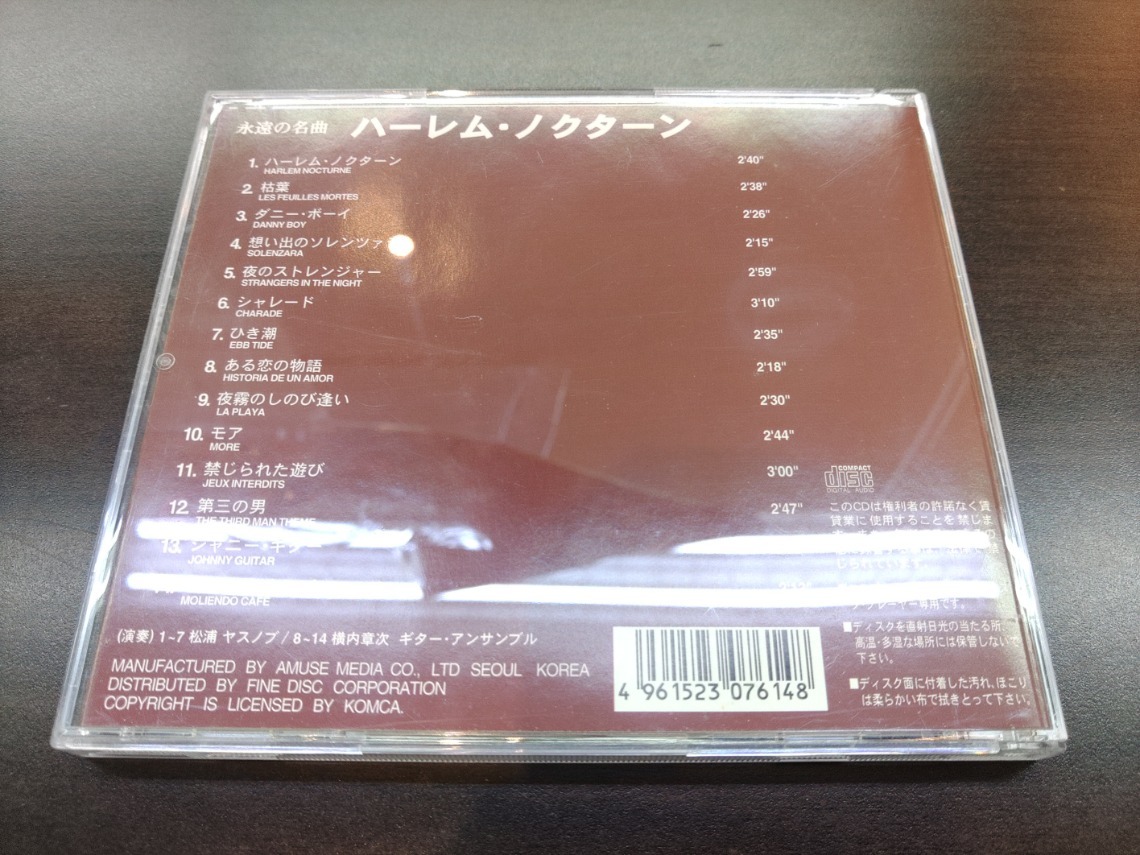 永遠の名曲 ハーレム・ノクターン
1. ハーレム・ノクターン 2'40"
HARLEM NOCTURNE
2. 枯葉 2'38"
LES FEUILLES MORTES
3. ダニー・ボーイ 2'26"
DANNY BOY
4. 想い出のソレンツァ 2'15"
SOLENZARA
5. 夜のストレンジャー 2'59"
STRANGERS IN THE NIGHT
6. シャレード 3'10"
CHARADE
7. ひき潮 2'35"
EBB TIDE
8. ある恋の物語 2'18"
HISTORIA DE UN AMOR
9. 夜霧のしのび逢い 2'30"
LA PLAYA
10. モア 2'44"
MORE
11. 禁じられた遊び 3'00"
JEUX INTERDITS
12. 第三の男 2'47"
THE THIRD MAN THEME
13. ジャニー・ギター
JOHNNY GUITAR
MOLIENDO CAFE
COMPACT
disc
DIGITAL AUDIO
このCDは権利者の許諾なく賃
貸業に使用することを禁じま
じられています。
プレーヤー専用です。
■ディスクを直射日光の当たる所、
高温・多湿な場所には保管しないで
下さい。
■ディスク面に付着した汚れ、ほこり
は柔らかい布で拭きとって下さい。
(演奏) 1~7 松浦 ヤスノブ / 8~14 横内章次 ギター・アンサンブル
MANUFACTURED BY AMUSE MEDIA CO., LTD SEOUL KOREA
DISTRIBUTED BY FINE DISC CORPORATION
COPYRIGHT IS LICENSED BY KOMCA.
4 961523 076148